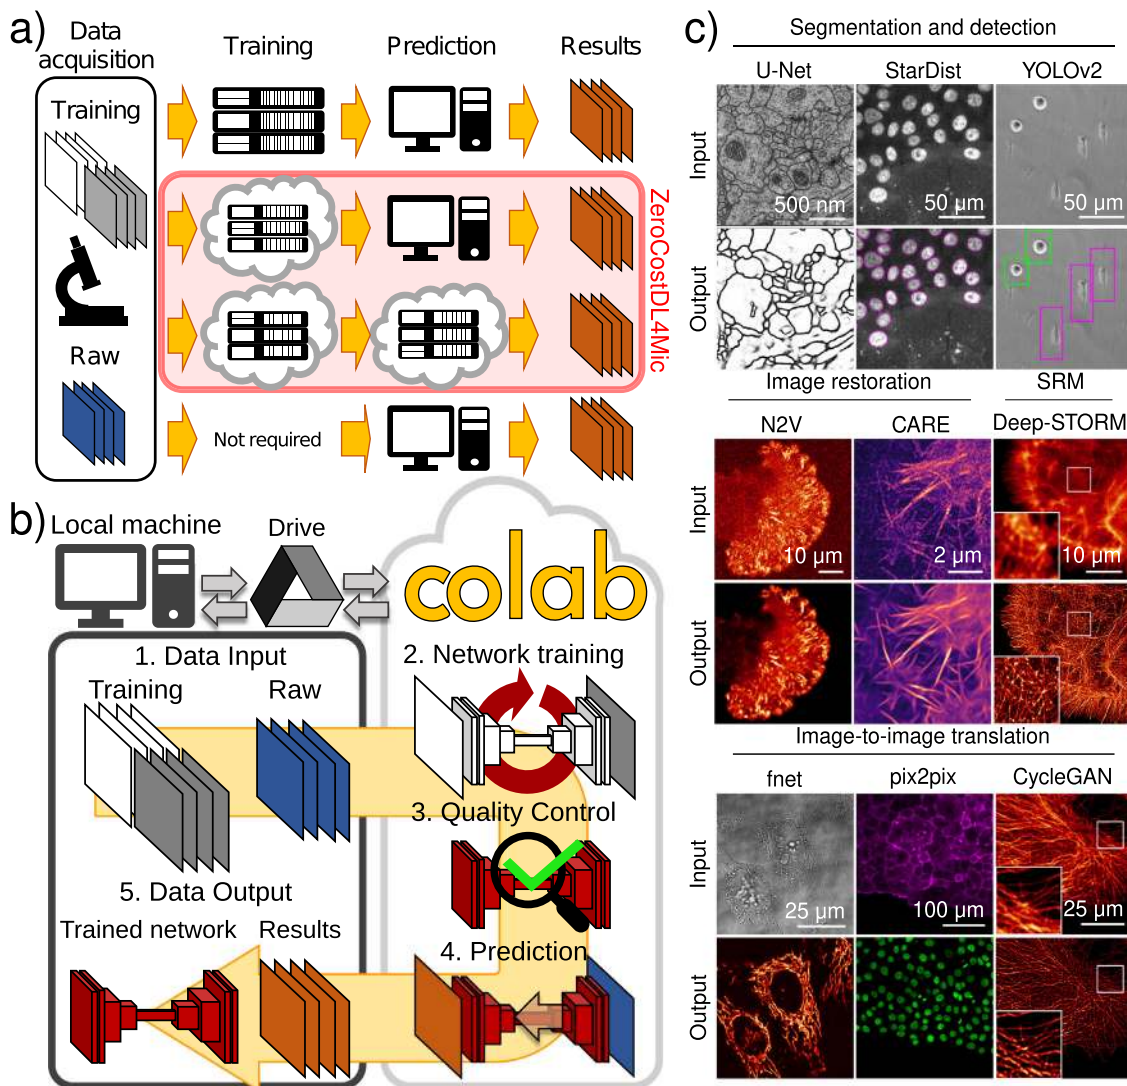 a)
Data
acquisition
Training
Prediction
Results
Training
Raw
Not required
ZeroCostDL4Mic
b)
Local machine
Drive
colab
1. Data Input
Training
Raw
2. Network training
3. Quality Control
4. Prediction
5. Data Output
Trained network
Results
c)
Segmentation and detection
U-Net
StarDist
YOLOv2
Input
500 nm
50 µm
50 µm
Output
Image restoration
SRM
N2V
CARE
Deep-STORM
Input
10 µm
2 µm
10 µm
Output
Image-to-image translation
fnet
pix2pix
CycleGAN
Input
25 µm
100 µm
25 µm
Output